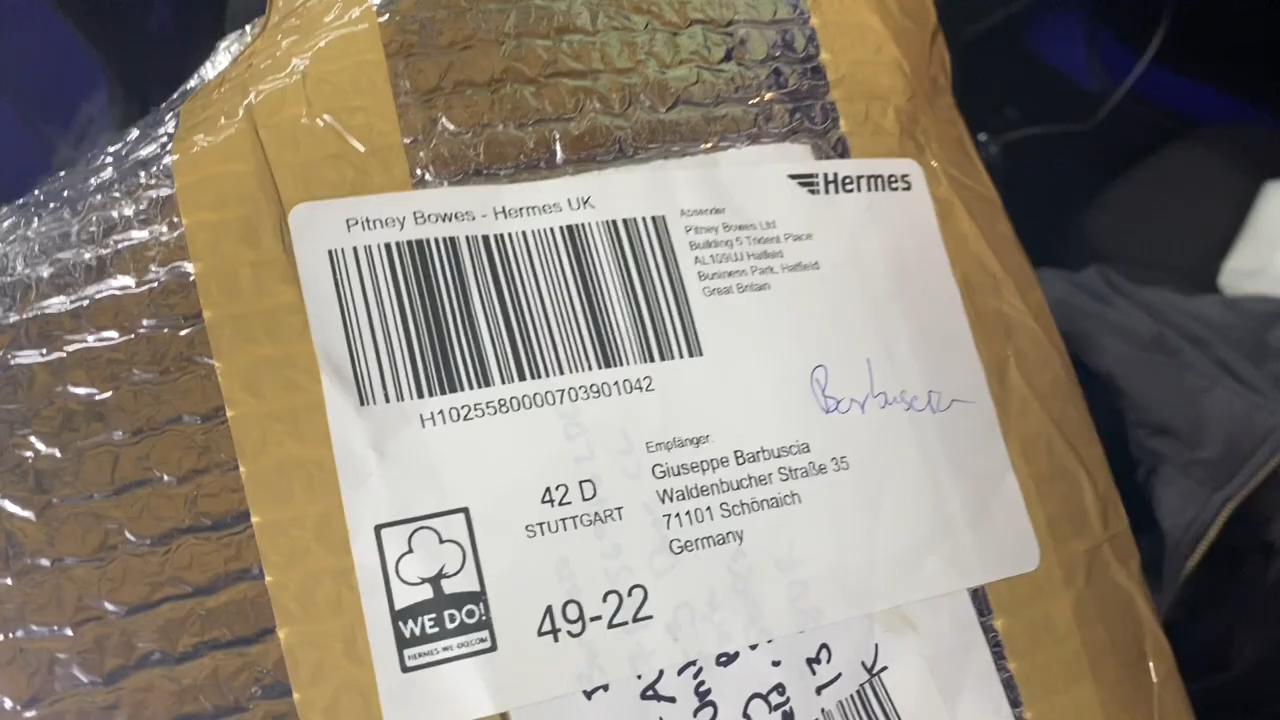 Pitney Bowes - Hermes UK
Hermes
Absender
Pitney Bowes Ltd
Building 5 Trident Place
AL109UJ Hatfield
Business Park, Hatfield
Great Britain
H1025580000703901042
Barbuscia
Empfänger:
Giuseppe Barbuscia
Waldenbucher Straße 35
71101 Schönaich
Germany
42 D
STUTTGART
49-22
WE DO!
HERMES-WE-DO.COM
13
K